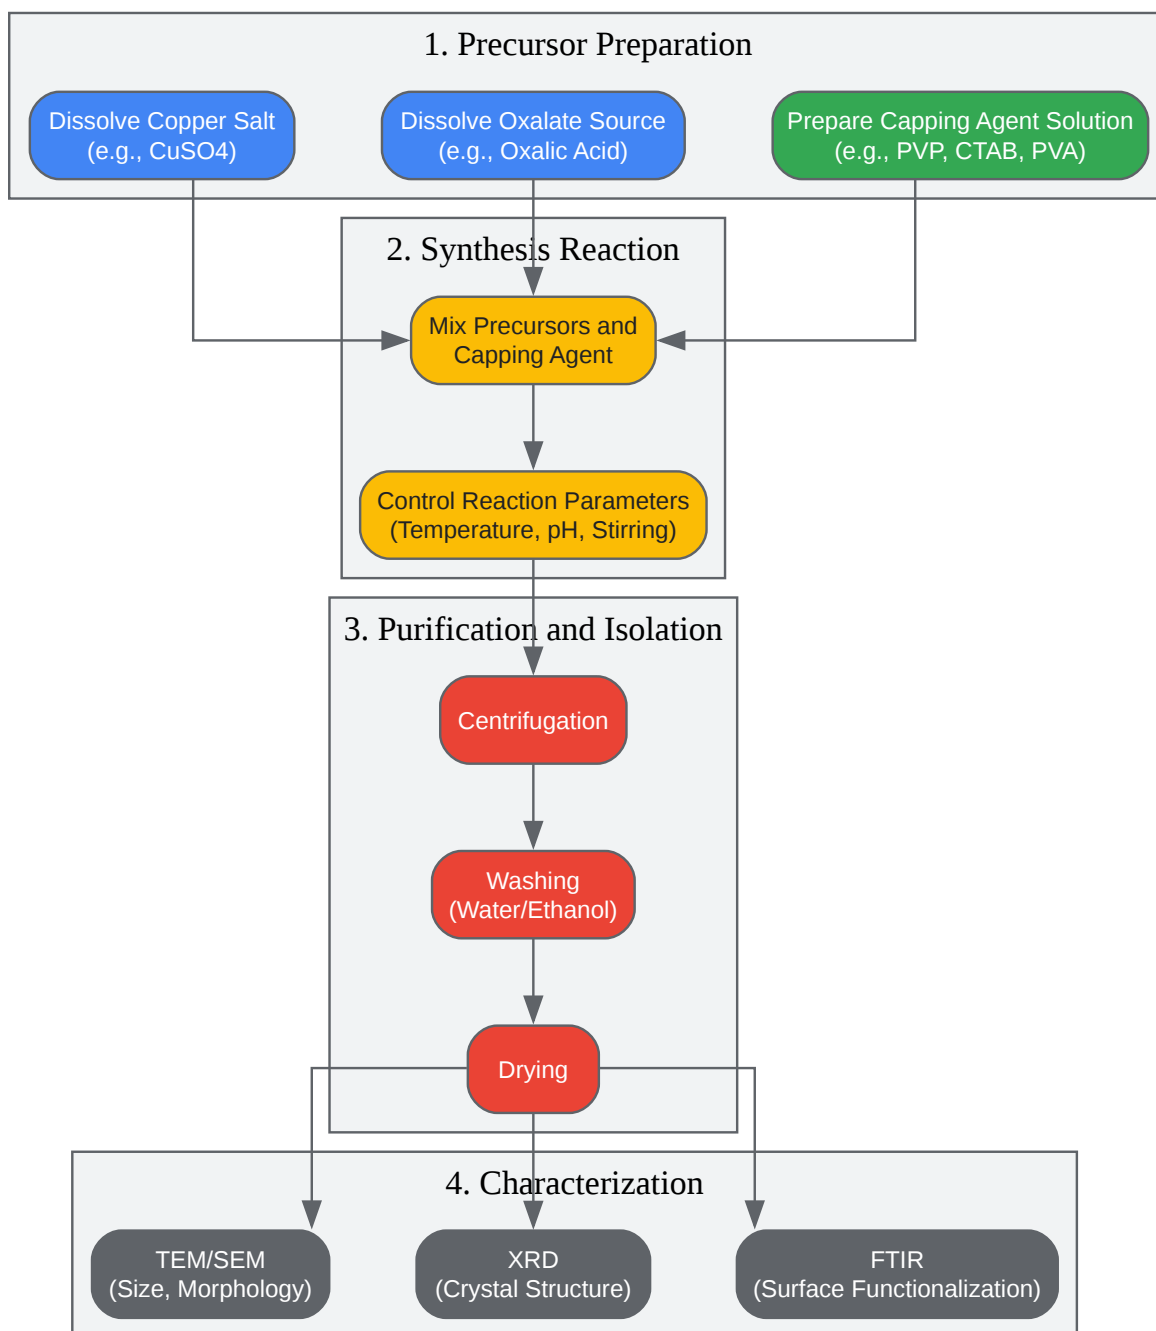 1. Precursor Preparation
Dissolve Copper Salt
(e.g., CuSO4)
Dissolve Oxalate Source
(e.g., Oxalic Acid)
Prepare Capping Agent Solution
(e.g., PVP, CTAB, PVA)
2. Synthesis Reaction
Mix Precursors and
Capping Agent
Control Reaction Parameters
(Temperature, pH, Stirring)
3. Purification and Isolation
Centrifugation
Washing
(Water/Ethanol)
Drying
4. Characterization
TEM/SEM
(Size, Morphology)
XRD
(Crystal Structure)
FTIR
(Surface Functionalization)